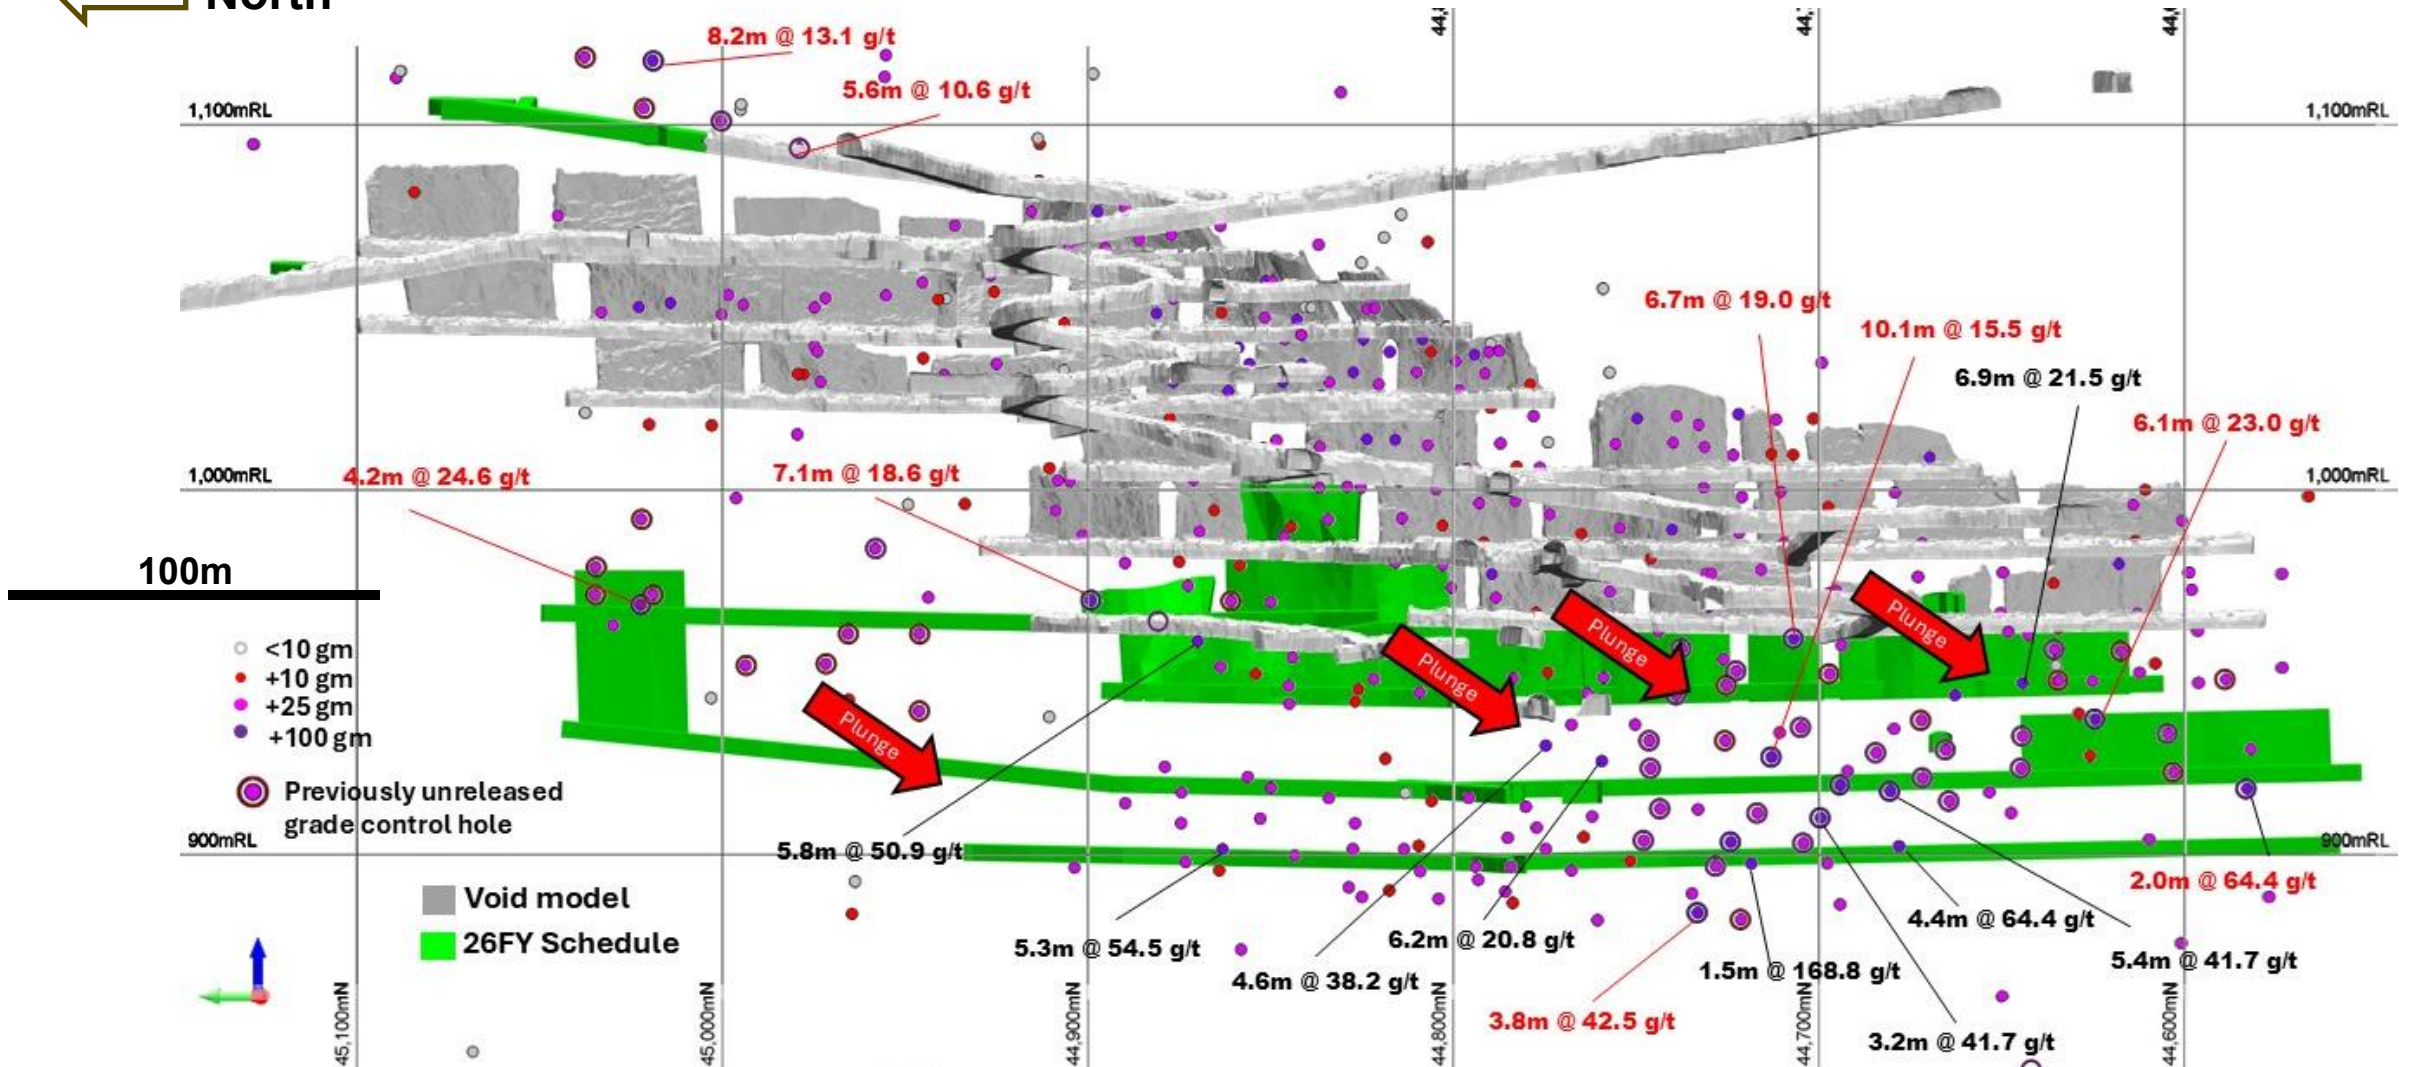 North
44,8
44,7
44,6
8.2m @ 13.1 g/t
5.6m @ 10.6 g/t
1,100mRL
1,100mRL
6.7m @ 19.0 g/t
10.1m @ 15.5 g/t
6.9m @ 21.5 g/t
6.1m @ 23.0 g/t
4.2m @ 24.6 g/t
7.1m @ 18.6 g/t
1,000mRL
1,000mRL
100m
Plunge
Plunge
Plunge
Plunge
<10 gm
+10 gm
+25 gm
+100 gm
Previously unreleased
grade control hole
900mRL
900mRL
5.8m @ 50.9 g/t
2.0m @ 64.4 g/t
Void model
26FY Schedule
5.3m @ 54.5 g/t
4.6m @ 38.2 g/t
6.2m @ 20.8 g/t
4.4m @ 64.4 g/t
5.4m @ 41.7 g/t
1.5m @ 168.8 g/t
3.8m @ 42.5 g/t
3.2m @ 41.7 g/t
45,100mN
45,000mN
44,900mN
44,800mN
44,700mN
44,600mN